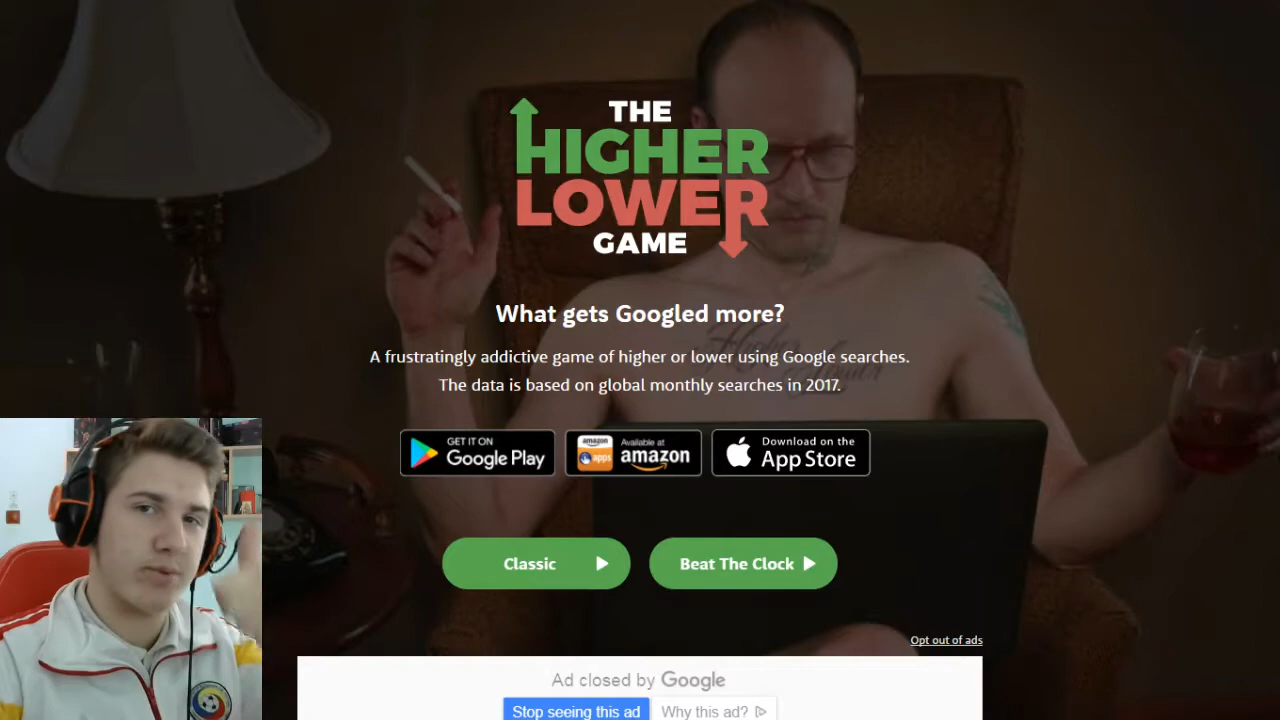 THE
HIGHER
LOWER
GAME
What gets Googled more?
A frustratingly addictive game of higher or lower using Google searches.
The data is based on global monthly searches in 2017.
GET IT ON
Google Play
amazon
apps
Available at
amazon
Download on the
App Store
Classic
Beat The Clock
Opt out of ads
Ad closed by Google
Stop seeing this ad
Why this ad?